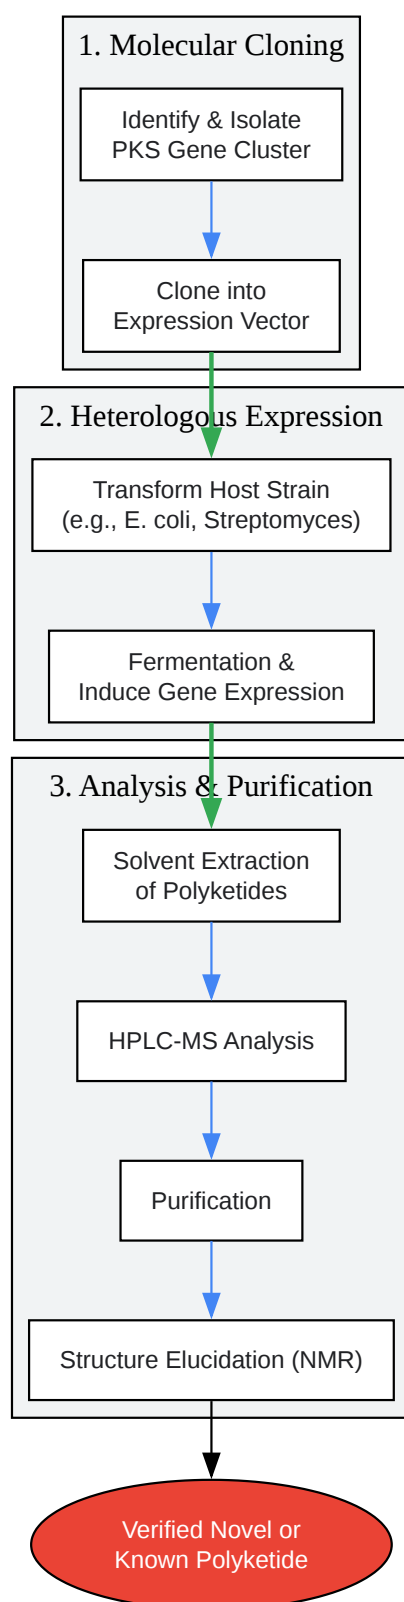 1. Molecular Cloning
Identify & Isolate
PKS Gene Cluster
Clone into
Expression Vector
2. Heterologous Expression
Transform Host Strain
(e.g., E. coli, Streptomyces)
Fermentation &
Induce Gene Expression
3. Analysis & Purification
Solvent Extraction
of Polyketides
HPLC-MS Analysis
Purification
Structure Elucidation (NMR)
Verified Novel or
Known Polyketide